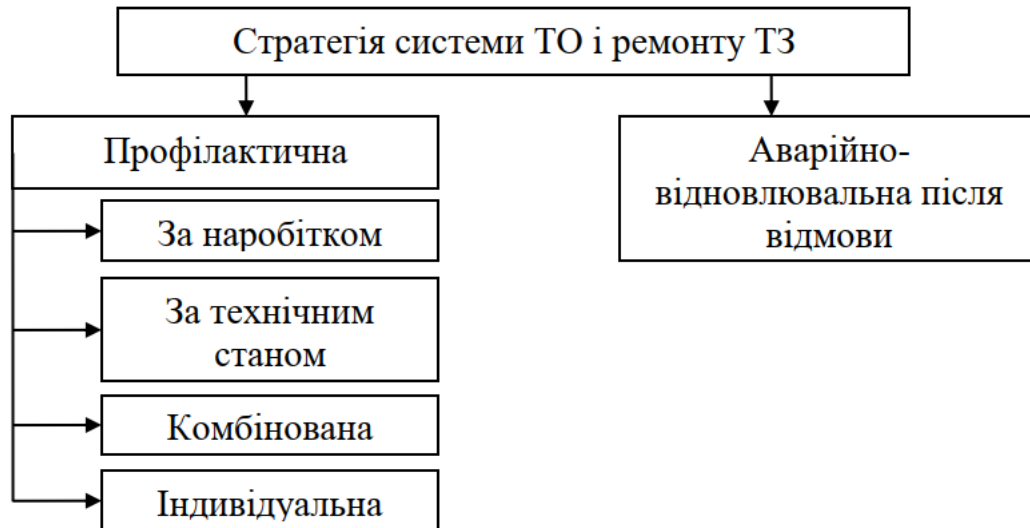 Стратегія системи ТО і ремонту ТЗ
Профілактична
Аварійно-
відновлювальна після
відмови
За наробітком
За технічним
станом
Комбінована
Індивідуальна